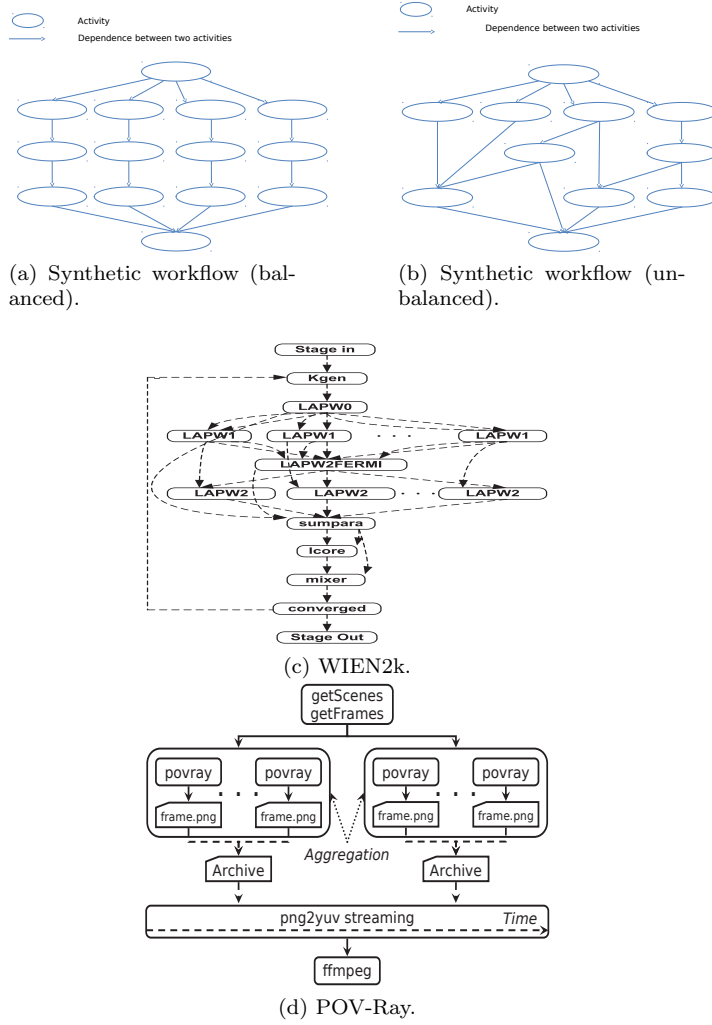 Activity
Dependence between two activities
(a) Synthetic workflow (bal-
anced).
Activity
Dependence between two activities
(b) Synthetic workflow (un-
balanced).
Stage in
Kgen
LAPW0
LAPW1 LAPW1 . . . LAPW1
LAPW2FERMI
LAPW2 LAPW2 . . . LAPW2
sumpara
lcore
mixer
converged
Stage Out
(c) WIEN2k.
getScenes
getFrames
povray . . . povray povray . . . povray
frame.png frame.png frame.png frame.png
Aggregation
Archive Archive
png2yuv streaming Time
ffmpeg
(d) POV-Ray.